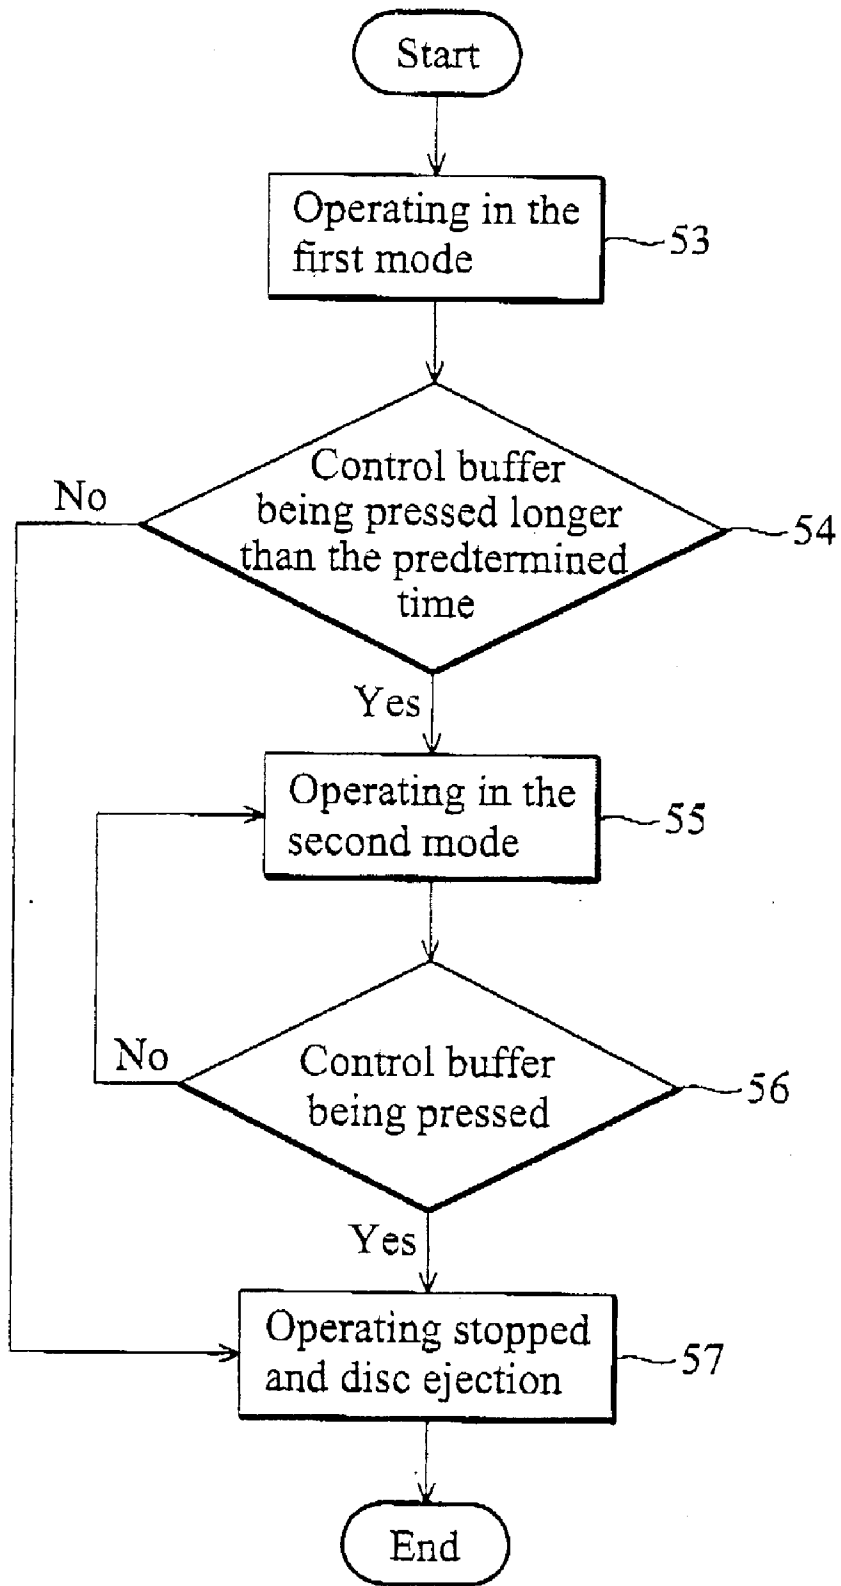 Start
Operating in the
first mode
53
Control buffer
being pressed longer
than the predtermined
time
54
No
Yes
Operating in the
second mode
55
Control buffer
being pressed
56
No
Yes
Operating stopped
and disc ejection
57
End